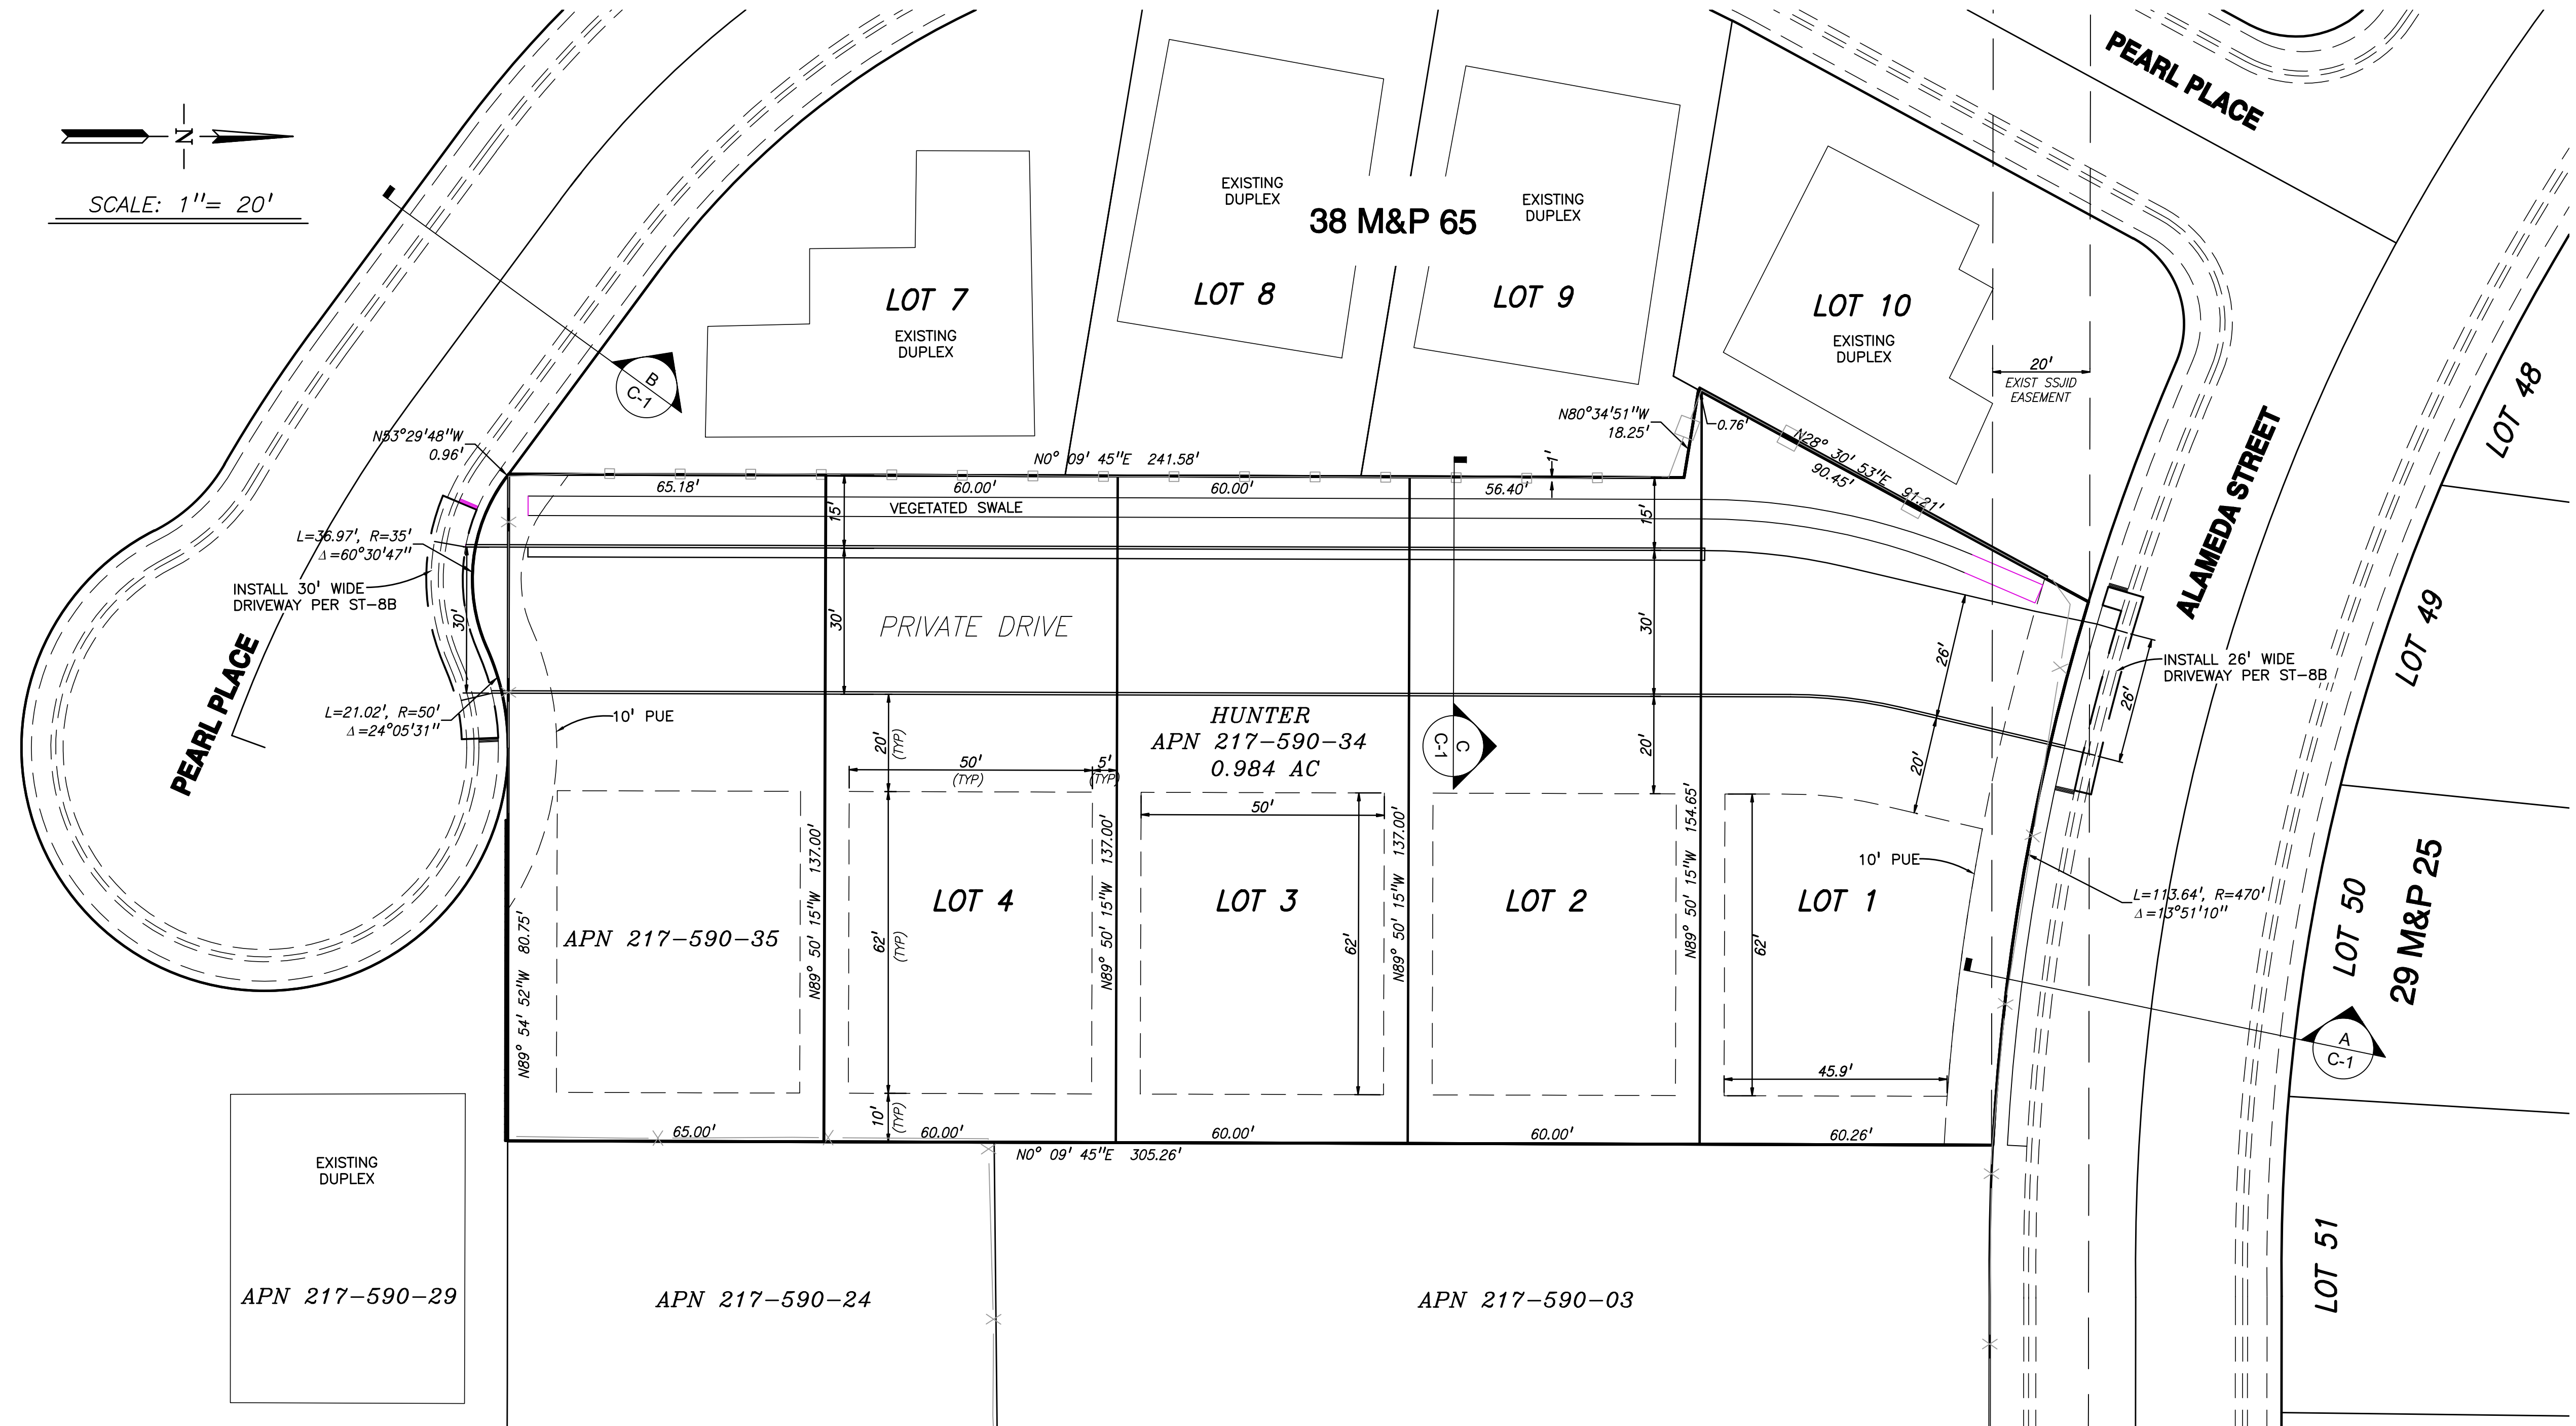 N
SCALE: 1"= 20'
PEARL PLACE
38 M&P 65
EXISTING
DUPLEX
LOT 7
EXISTING
DUPLEX
LOT 8
EXISTING
DUPLEX
LOT 9
LOT 10
EXISTING
DUPLEX
20'
EXIST SSJID
EASEMENT
ALAMEDA STREET
LOT 48
LOT 49
LOT 50
29 M&P 25
LOT 51
B
C-1
N53°29'48"W
0.96'
N0° 09' 45"E 241.58'
N80°34'51"W
18.25'
0.76'
N28° 30' 53"E 91.21'
90.45'
1'
65.18'
60.00'
60.00'
56.40'
15'
VEGETATED SWALE
15'
L=36.97', R=35'
Δ=60°30'47"
INSTALL 30' WIDE
DRIVEWAY PER ST-8B
30'
30'
PRIVATE DRIVE
30'
26'
26'
INSTALL 26' WIDE
DRIVEWAY PER ST-8B
PEARL PLACE
L=21.02', R=50'
Δ=24°05'31"
10' PUE
20'
(TYP)
50'
(TYP)
5'
(TYP)
HUNTER
APN 217-590-34
0.984 AC
C
C-1
20'
20'
50'
N89° 54' 52"W 80.75'
APN 217-590-35
N89° 50' 15"W 137.00'
62'
(TYP)
LOT 4
N89° 50' 15"W 137.00'
LOT 3
62'
N89° 50' 15"W 137.00'
LOT 2
N89° 50' 15"W 154.65'
62'
LOT 1
10' PUE
L=113.64', R=470'
Δ=13°51'10"
A
C-1
45.9'
10'
(TYP)
65.00'
60.00'
60.00'
60.00'
60.26'
N0° 09' 45"E 305.26'
EXISTING
DUPLEX
APN 217-590-29
APN 217-590-24
APN 217-590-03